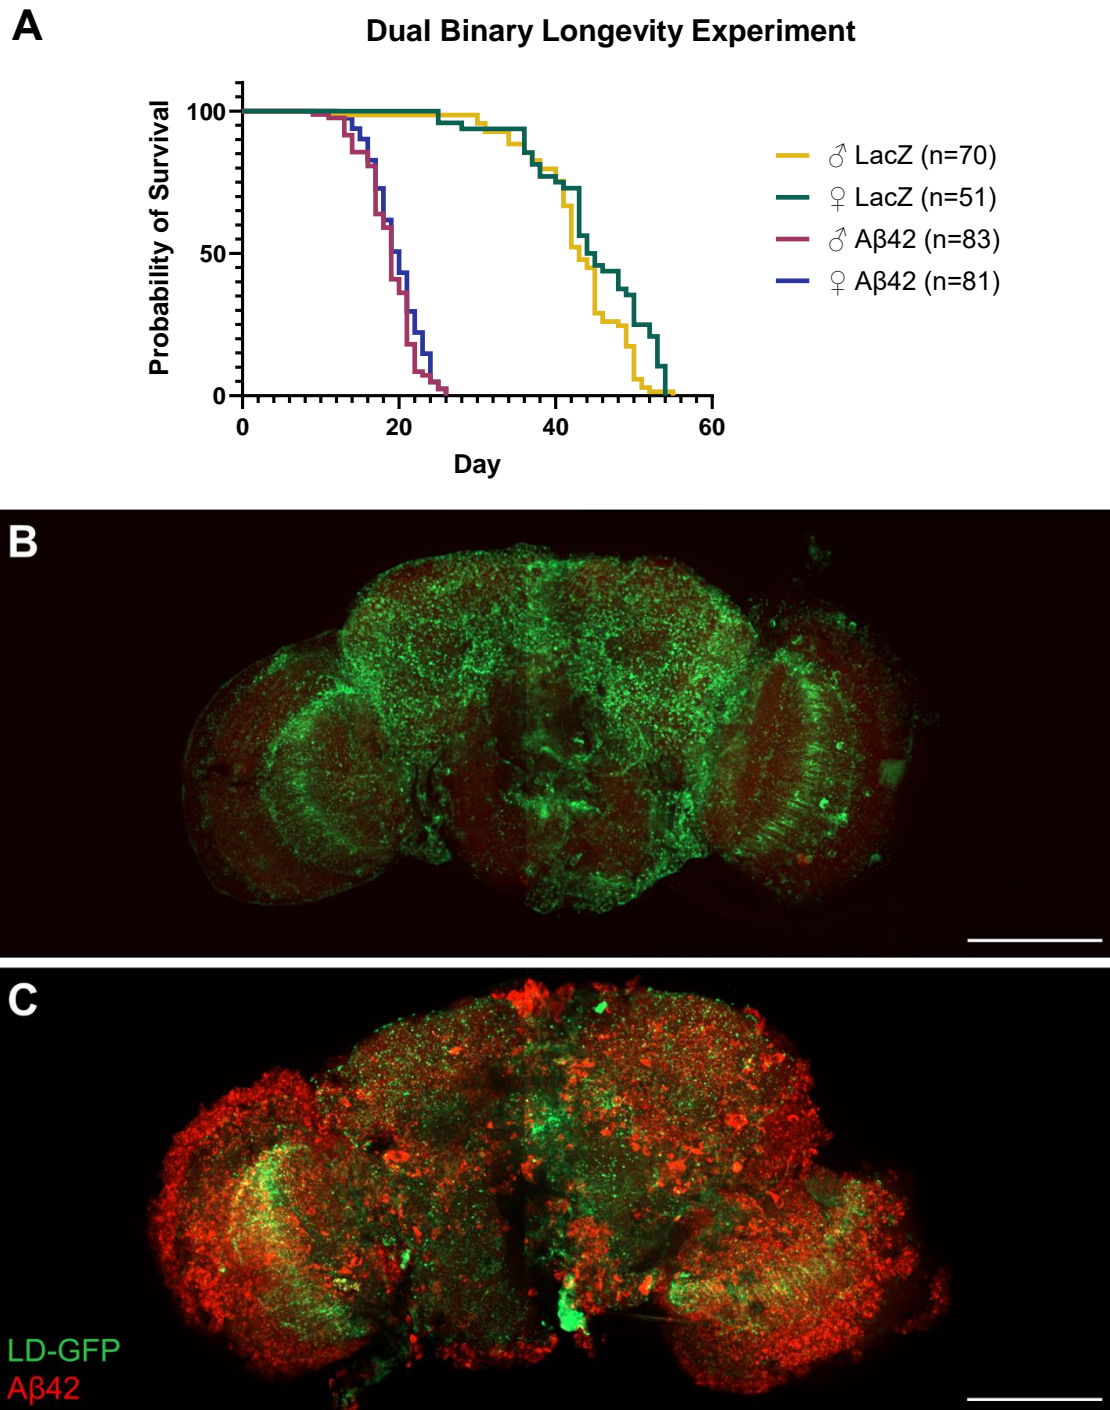 A
Dual Binary Longevity Experiment
Probability of Survival
100
50
0
0 20 40 60
Day
♂ LacZ (n=70)
♀ LacZ (n=51)
♂ Aβ42 (n=83)
♀ Aβ42 (n=81)
B
C
LD-GFP
Aβ42